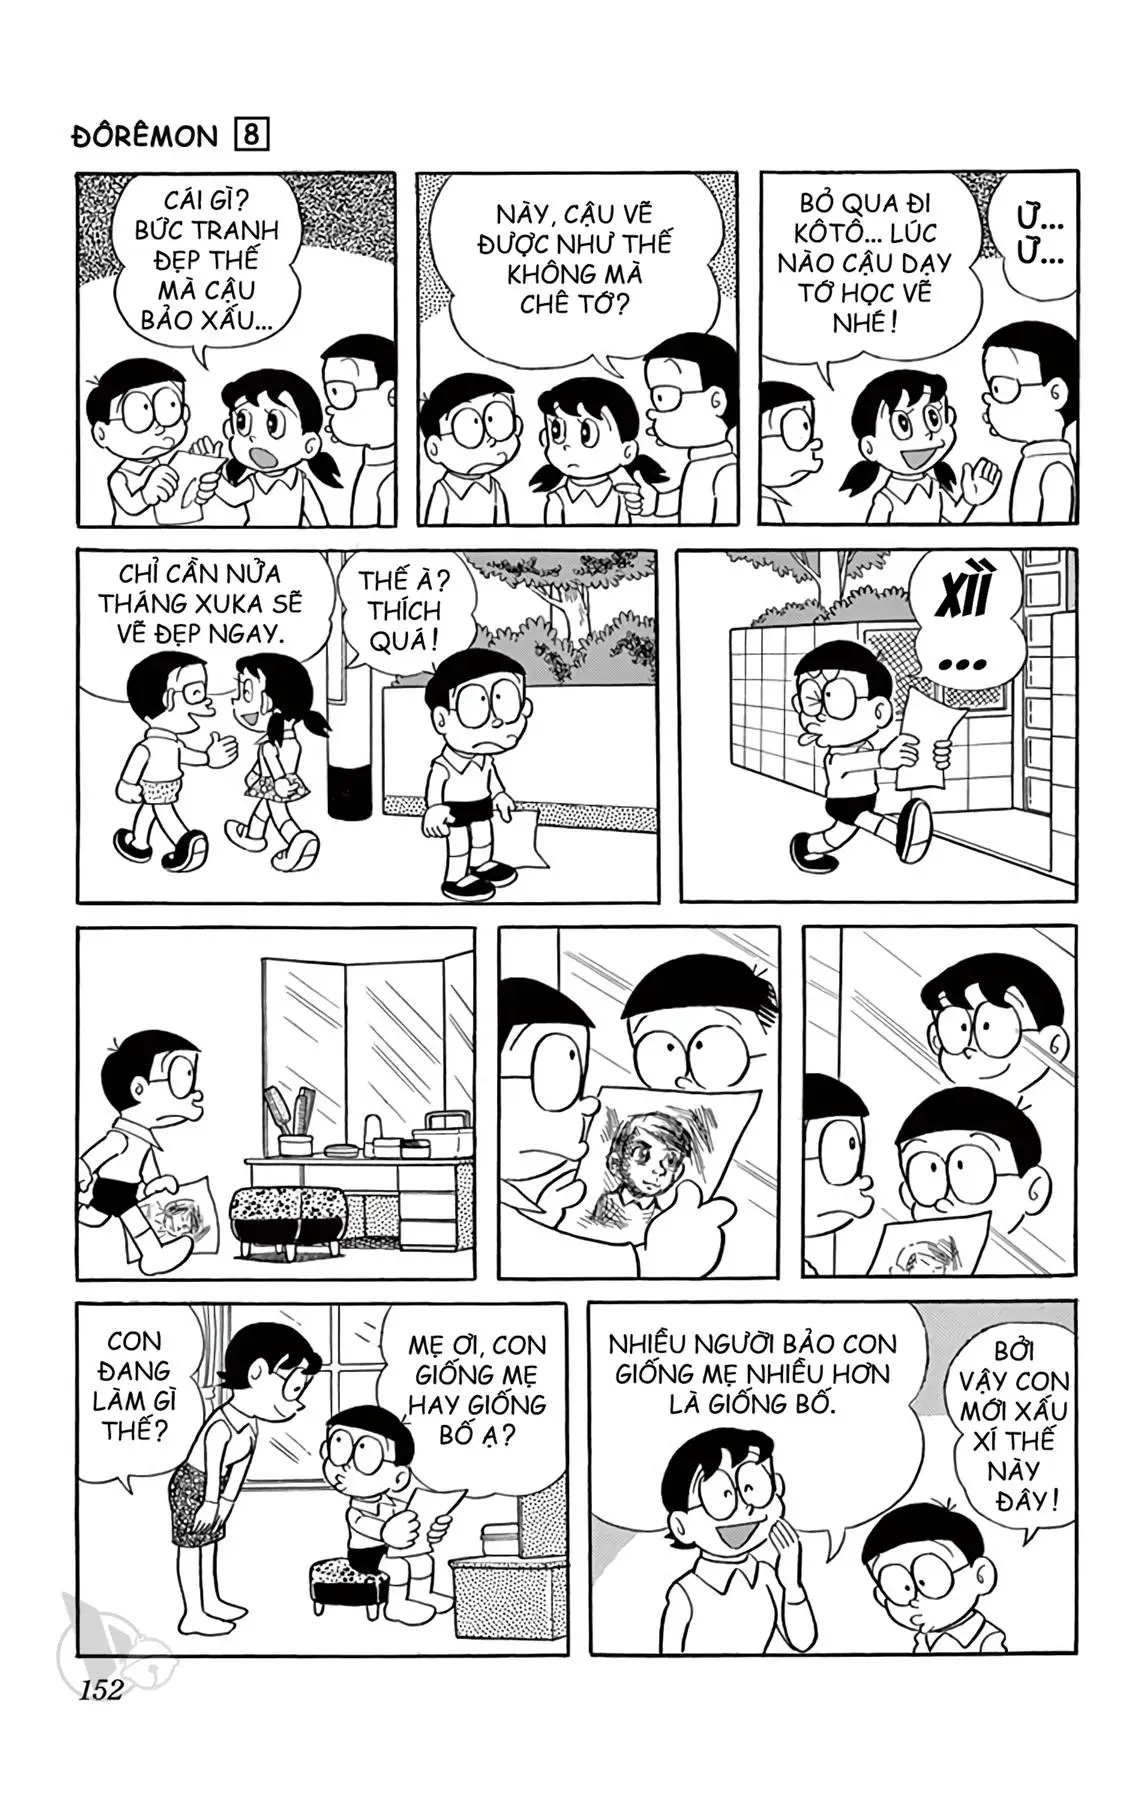 ĐÔRÊMON 8
CÁI GÌ?
BỨC TRANH
ĐẸP THẾ
MÀ CẬU
BẢO XẤU...
NÀY, CẬU VẼ
ĐƯỢC NHƯ THẾ
KHÔNG MÀ
CHÊ TỚ?
BỎ QUA ĐI
KÔTÔ... LÚC
NÀO CẬU DẠY
TỚ HỌC VẼ
NHÉ!
Ữ...
Ữ...
CHỈ CẦN NỬA
THÁNG XUKA SẼ
VẼ ĐẸP NGAY.
THẾ À?
THÍCH
QUÁ!
XÌÌ
...
CON
ĐANG
LÀM GÌ
THẾ?
MẸ ƠI, CON
GIỐNG MẸ
HAY GIỐNG
BỐ Ạ?
NHIỀU NGƯỜI BẢO CON
GIỐNG MẸ NHIỀU HƠN
LÀ GIỐNG BỐ.
BỞI
VẬY CON
MỚI XẤU
XÍ THẾ
NÀY
ĐÂY!
152